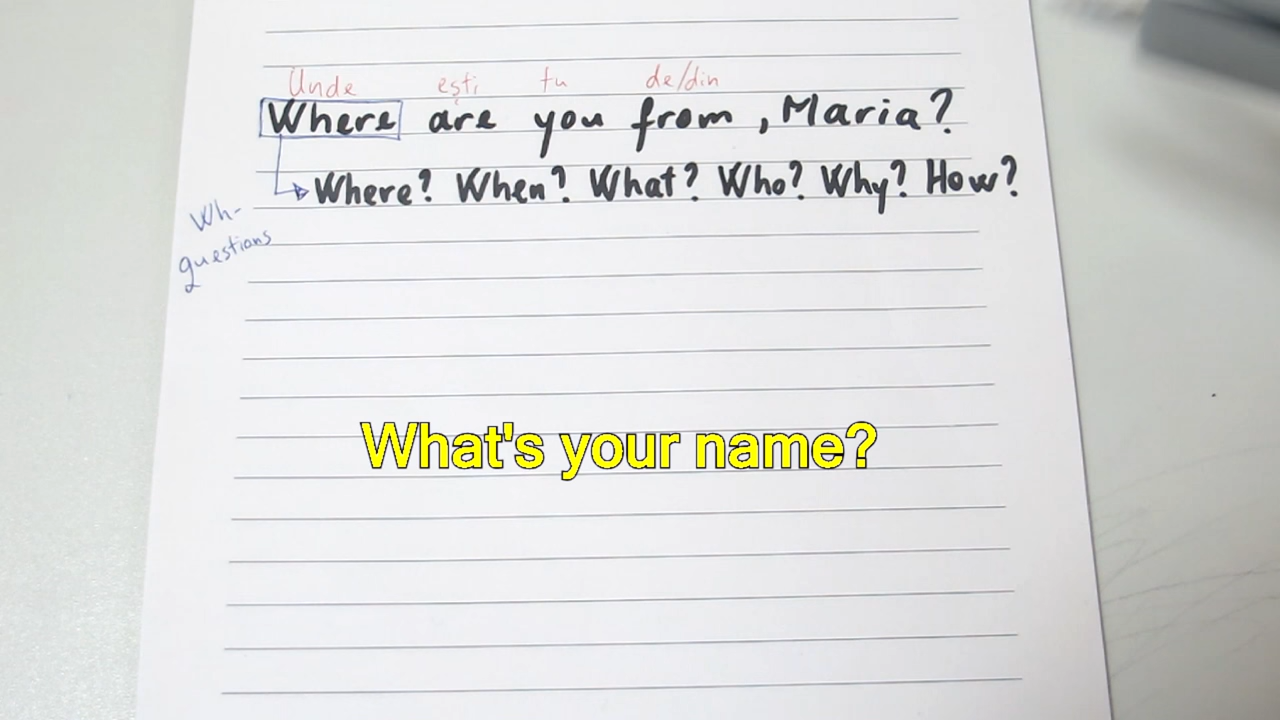 Unde ești tu de/din
Where are you from, Maria?
Where? When? What? Who? Why? How?
Wh-
questions
What's your name?